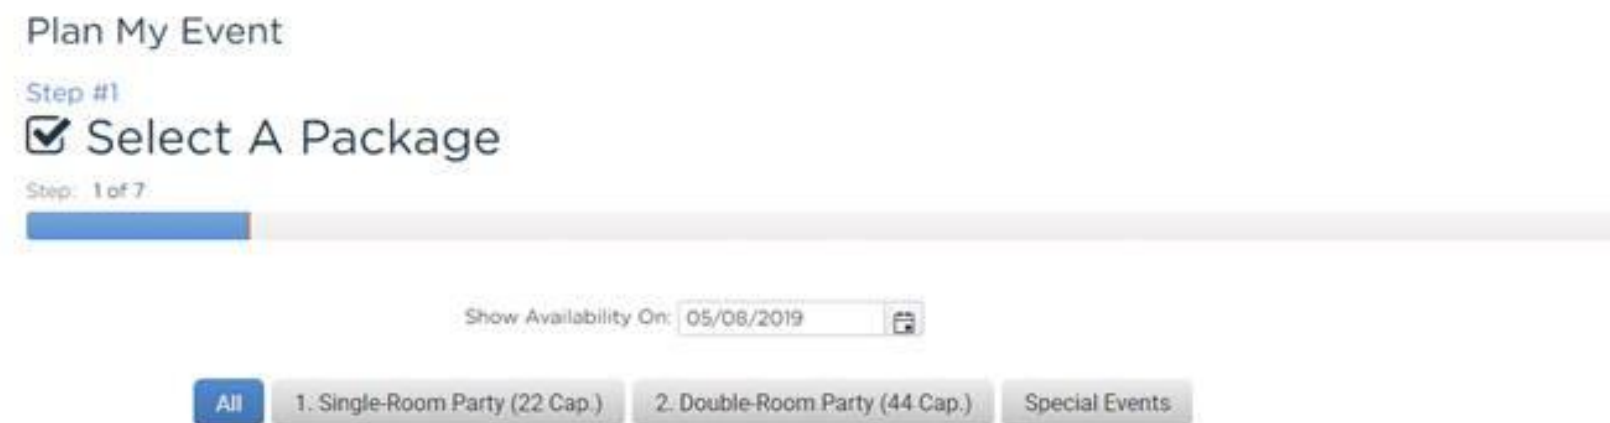 Plan My Event
Step #1
Select A Package
Step: 1 of 7
Show Availability On: 05/08/2019
All 1. Single-Room Party (22 Cap.) 2. Double-Room Party (44 Cap.) Special Events